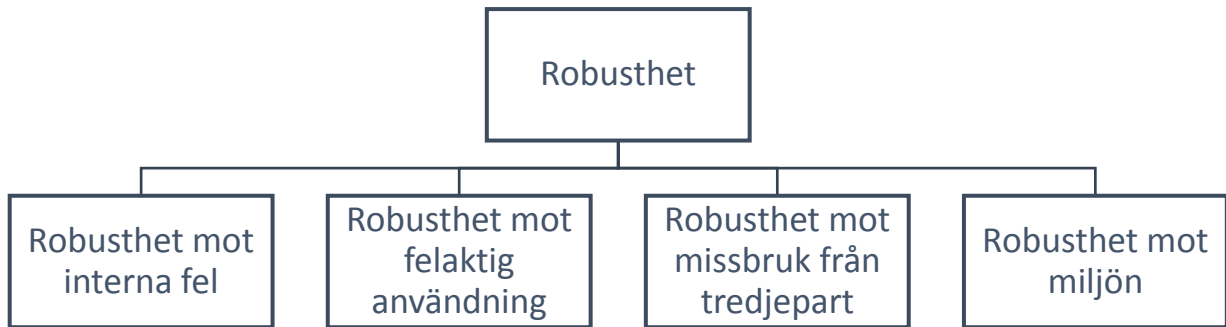 Robusthet
Robusthet mot
interna fel
Robusthet mot
felaktig
användning
Robusthet mot
missbruk från
tredjepart
Robusthet mot
miljön